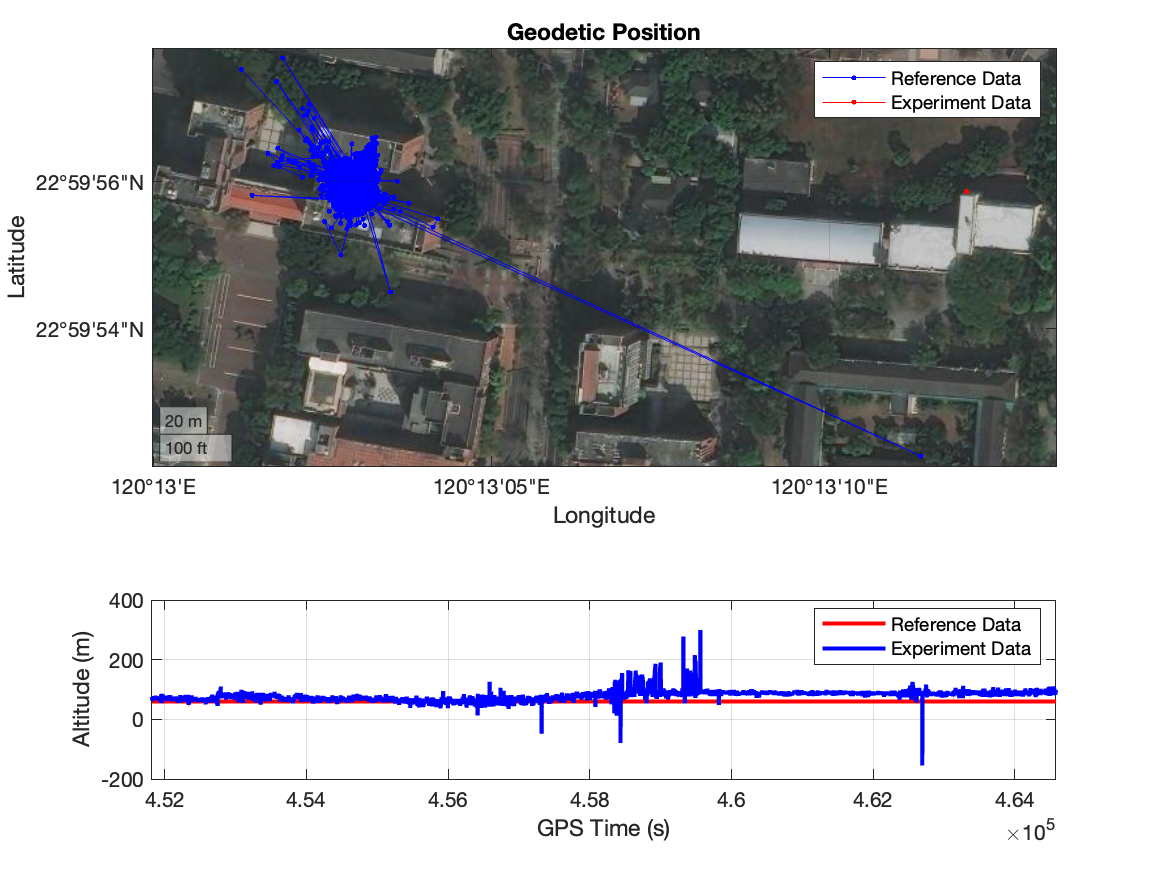 Geodetic Position
Reference Data
Experiment Data
22°59'56"N
22°59'54"N
Latitude
20 m
100 ft
120°13'E
120°13'05"E
120°13'10"E
Longitude
400
200
0
-200
Altitude (m)
Reference Data
Experiment Data
4.52
4.54
4.56
4.58
4.6
4.62
4.64
GPS Time (s)
×10⁵